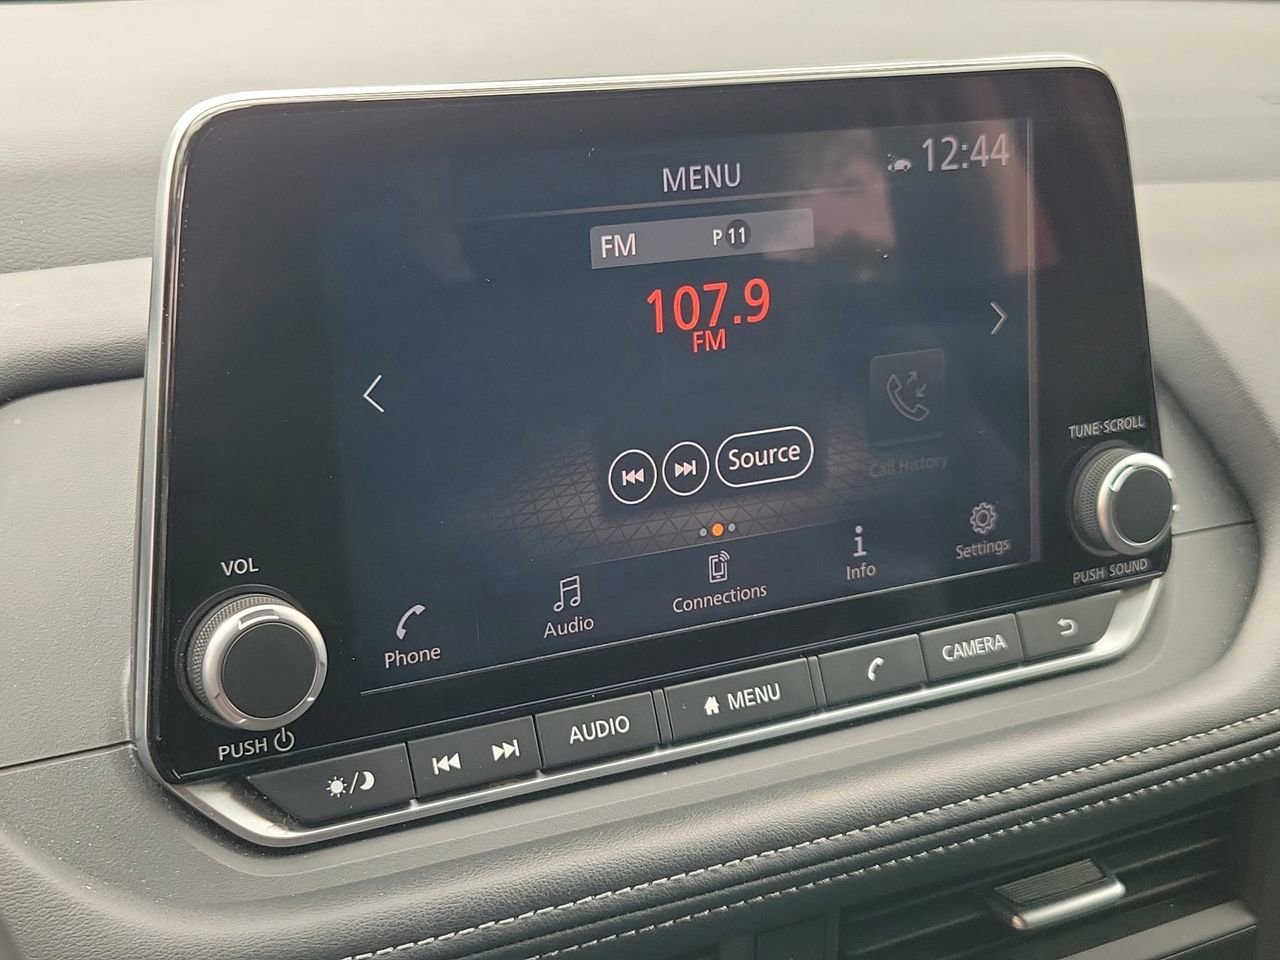 12:44
MENU
FM P 11
107.9
FM
Source
Call History
Phone
Audio
Connections
Info
Settings
VOL
PUSH
TUNE·SCROLL
PUSH SOUND
AUDIO
MENU
CAMERA